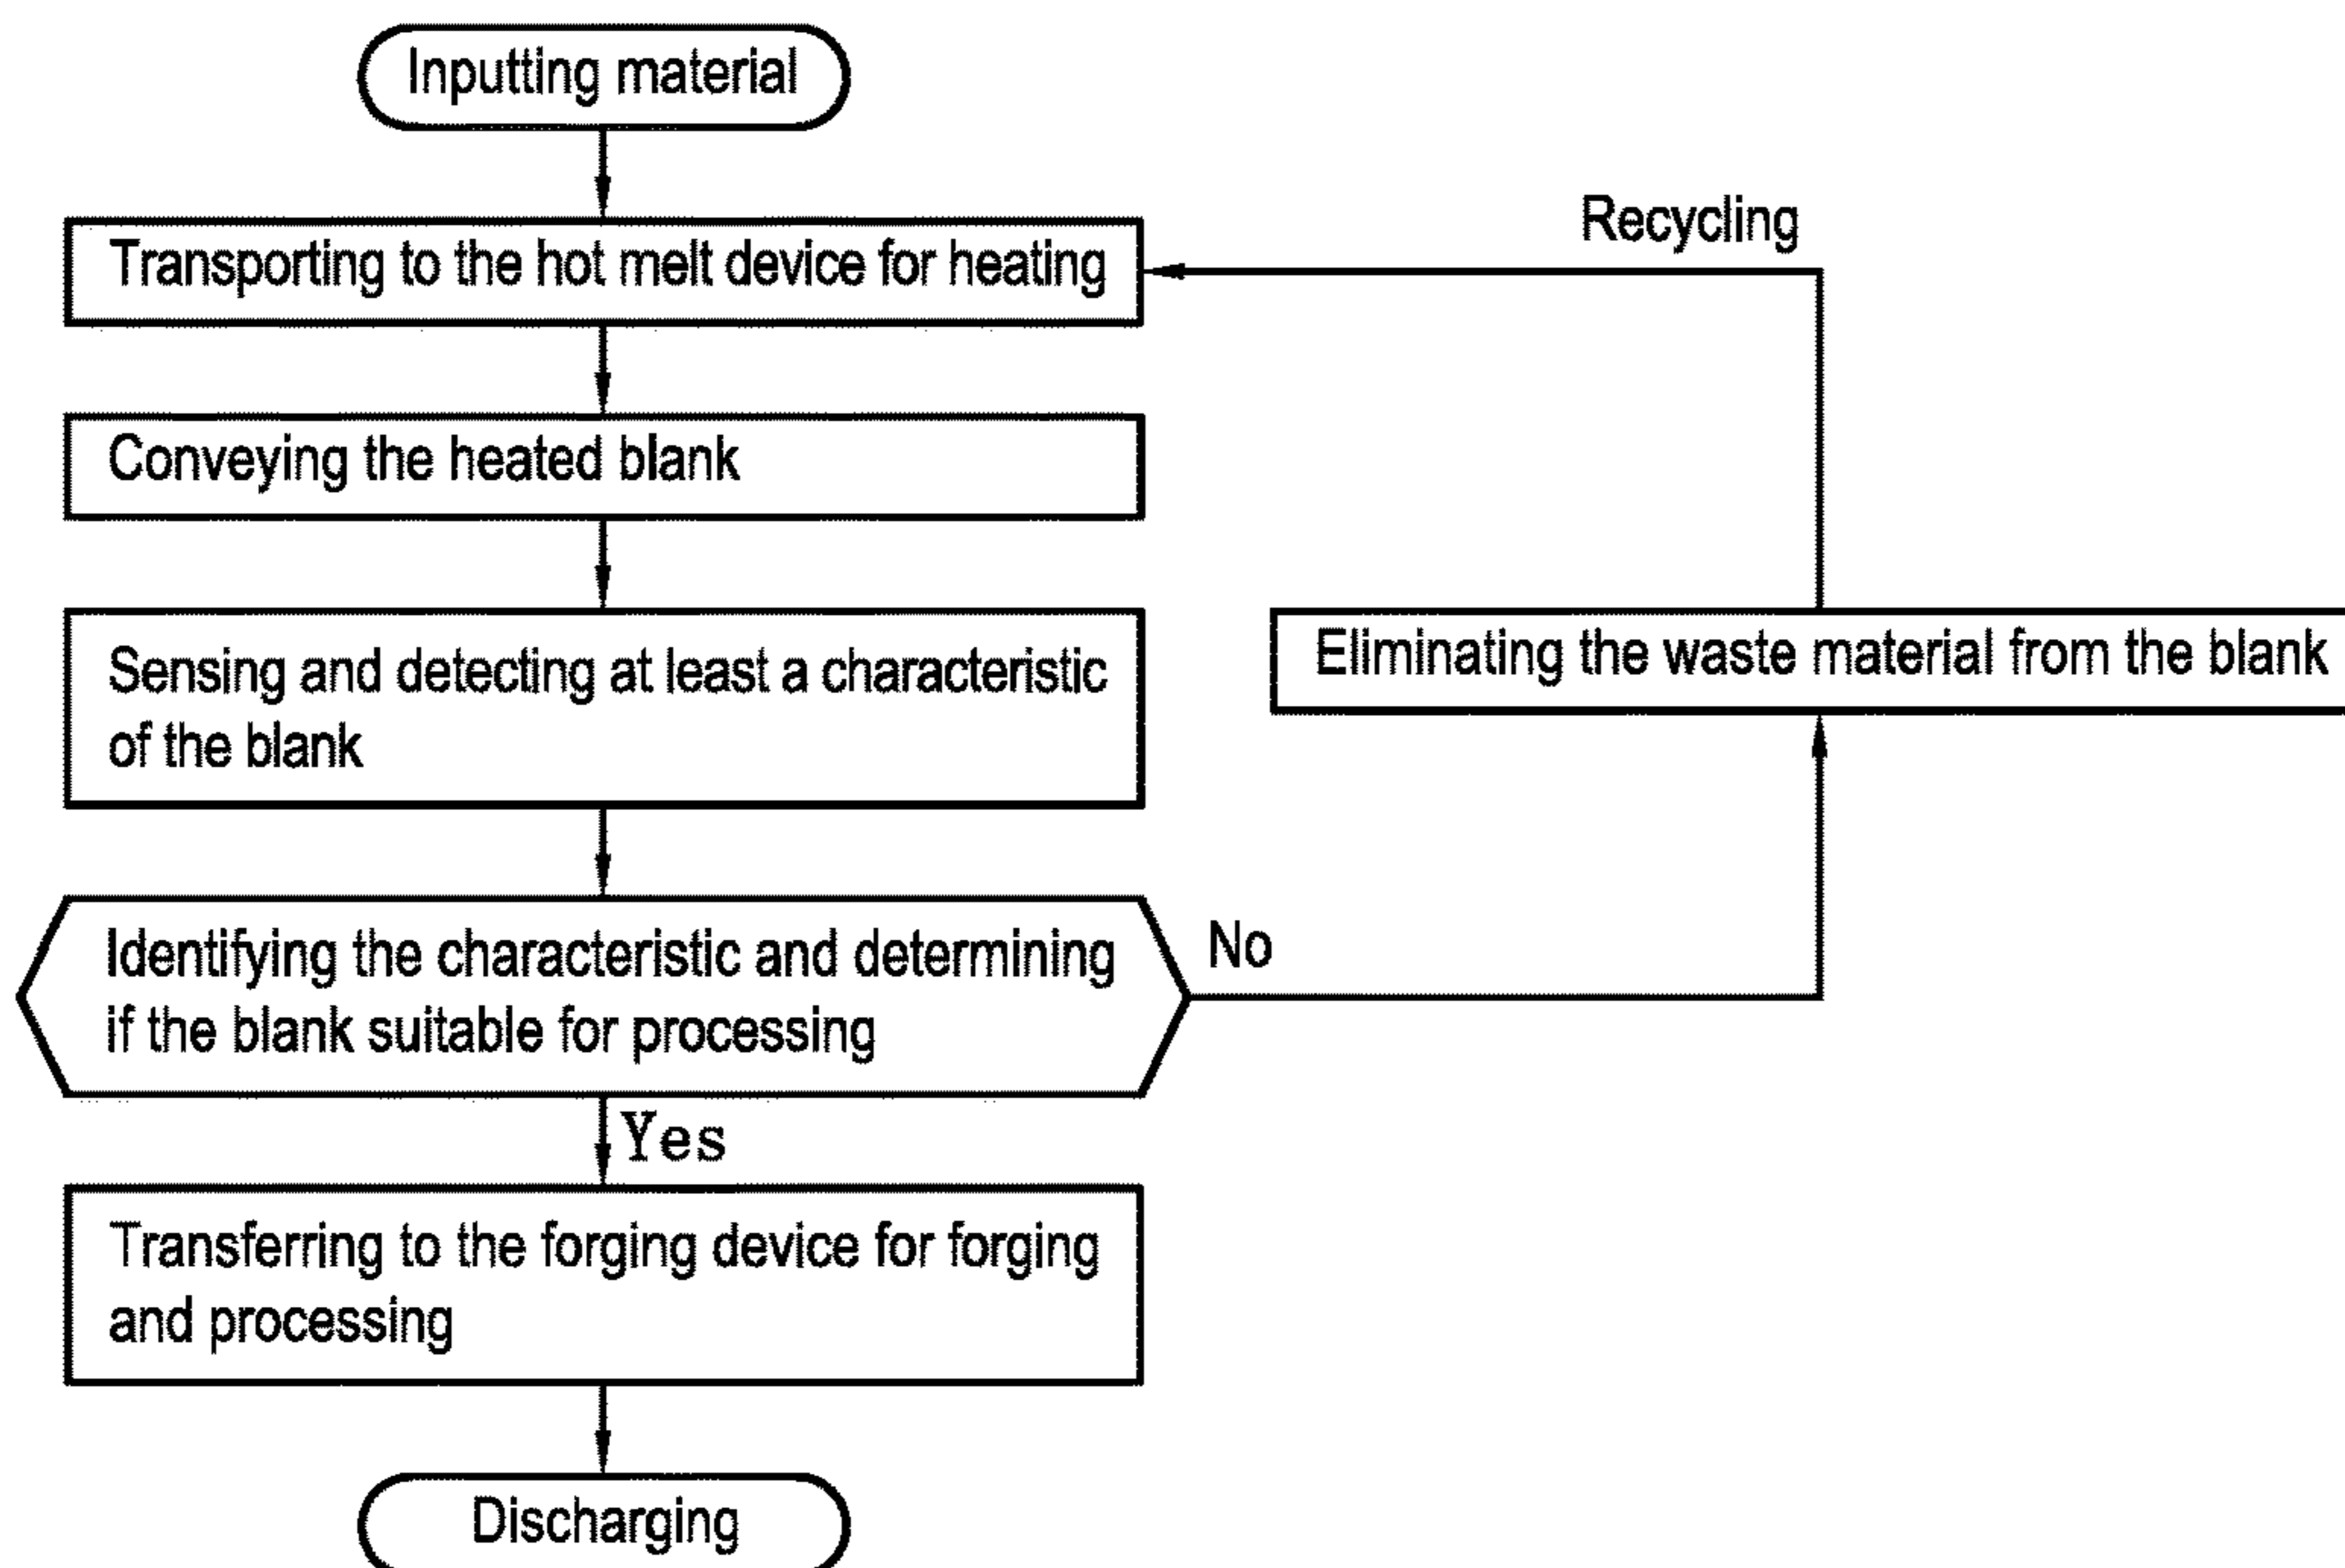 Inputting material
Recycling
Transporting to the hot melt device for heating
Conveying the heated blank
Sensing and detecting at least a characteristic
of the blank
Eliminating the waste material from the blank
Identifying the characteristic and determining
if the blank suitable for processing
No
Yes
Transferring to the forging device for forging
and processing
Discharging